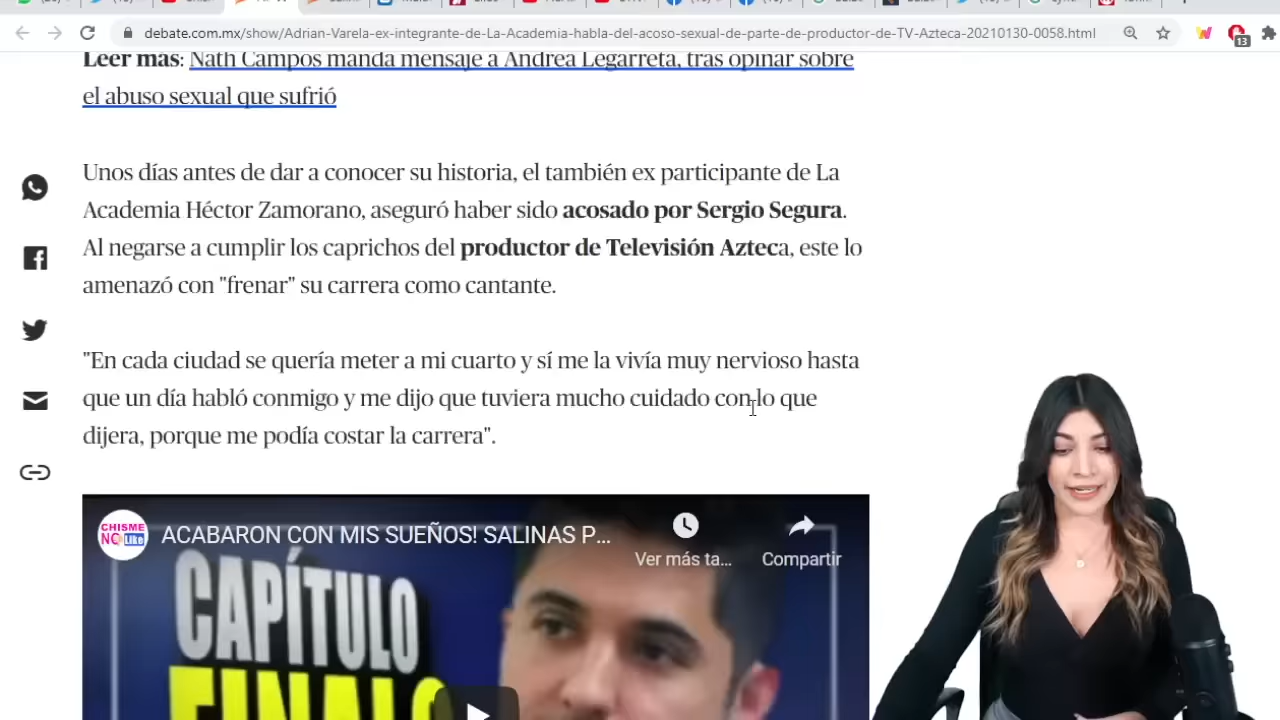 debate.com.mx/show/Adrian-Varela-ex-integrante-de-La-Academia-habla-del-acoso-sexual-de-parte-de-productor-de-TV-Azteca-20210130-0058.html
13
Leer más: Nath Campos manda mensaje a Andrea Legarreta, tras opinar sobre
el abuso sexual que sufrió
Unos días antes de dar a conocer su historia, el también ex participante de La
Academia Héctor Zamorano, aseguró haber sido acosado por Sergio Segura.
Al negarse a cumplir los caprichos del productor de Televisión Azteca, este lo
amenazó con "frenar" su carrera como cantante.
"En cada ciudad se quería meter a mi cuarto y sí me la vivía muy nervioso hasta
que un día habló conmigo y me dijo que tuviera mucho cuidado con lo que
dijera, porque me podía costar la carrera".
CHISME
NO Like
ACABARON CON MIS SUEÑOS! SALINAS P...
Ver más ta...
Compartir
CAPÍTULO